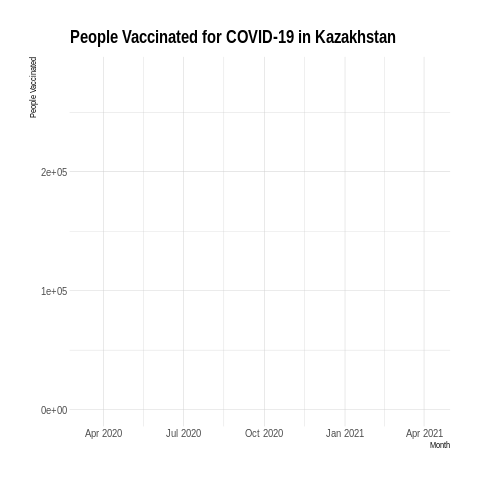 People Vaccinated for COVID-19 in Kazakhstan
People Vaccinated
2e+05
1e+05
0e+00
Apr 2020 Jul 2020 Oct 2020 Jan 2021 Apr 2021
Month